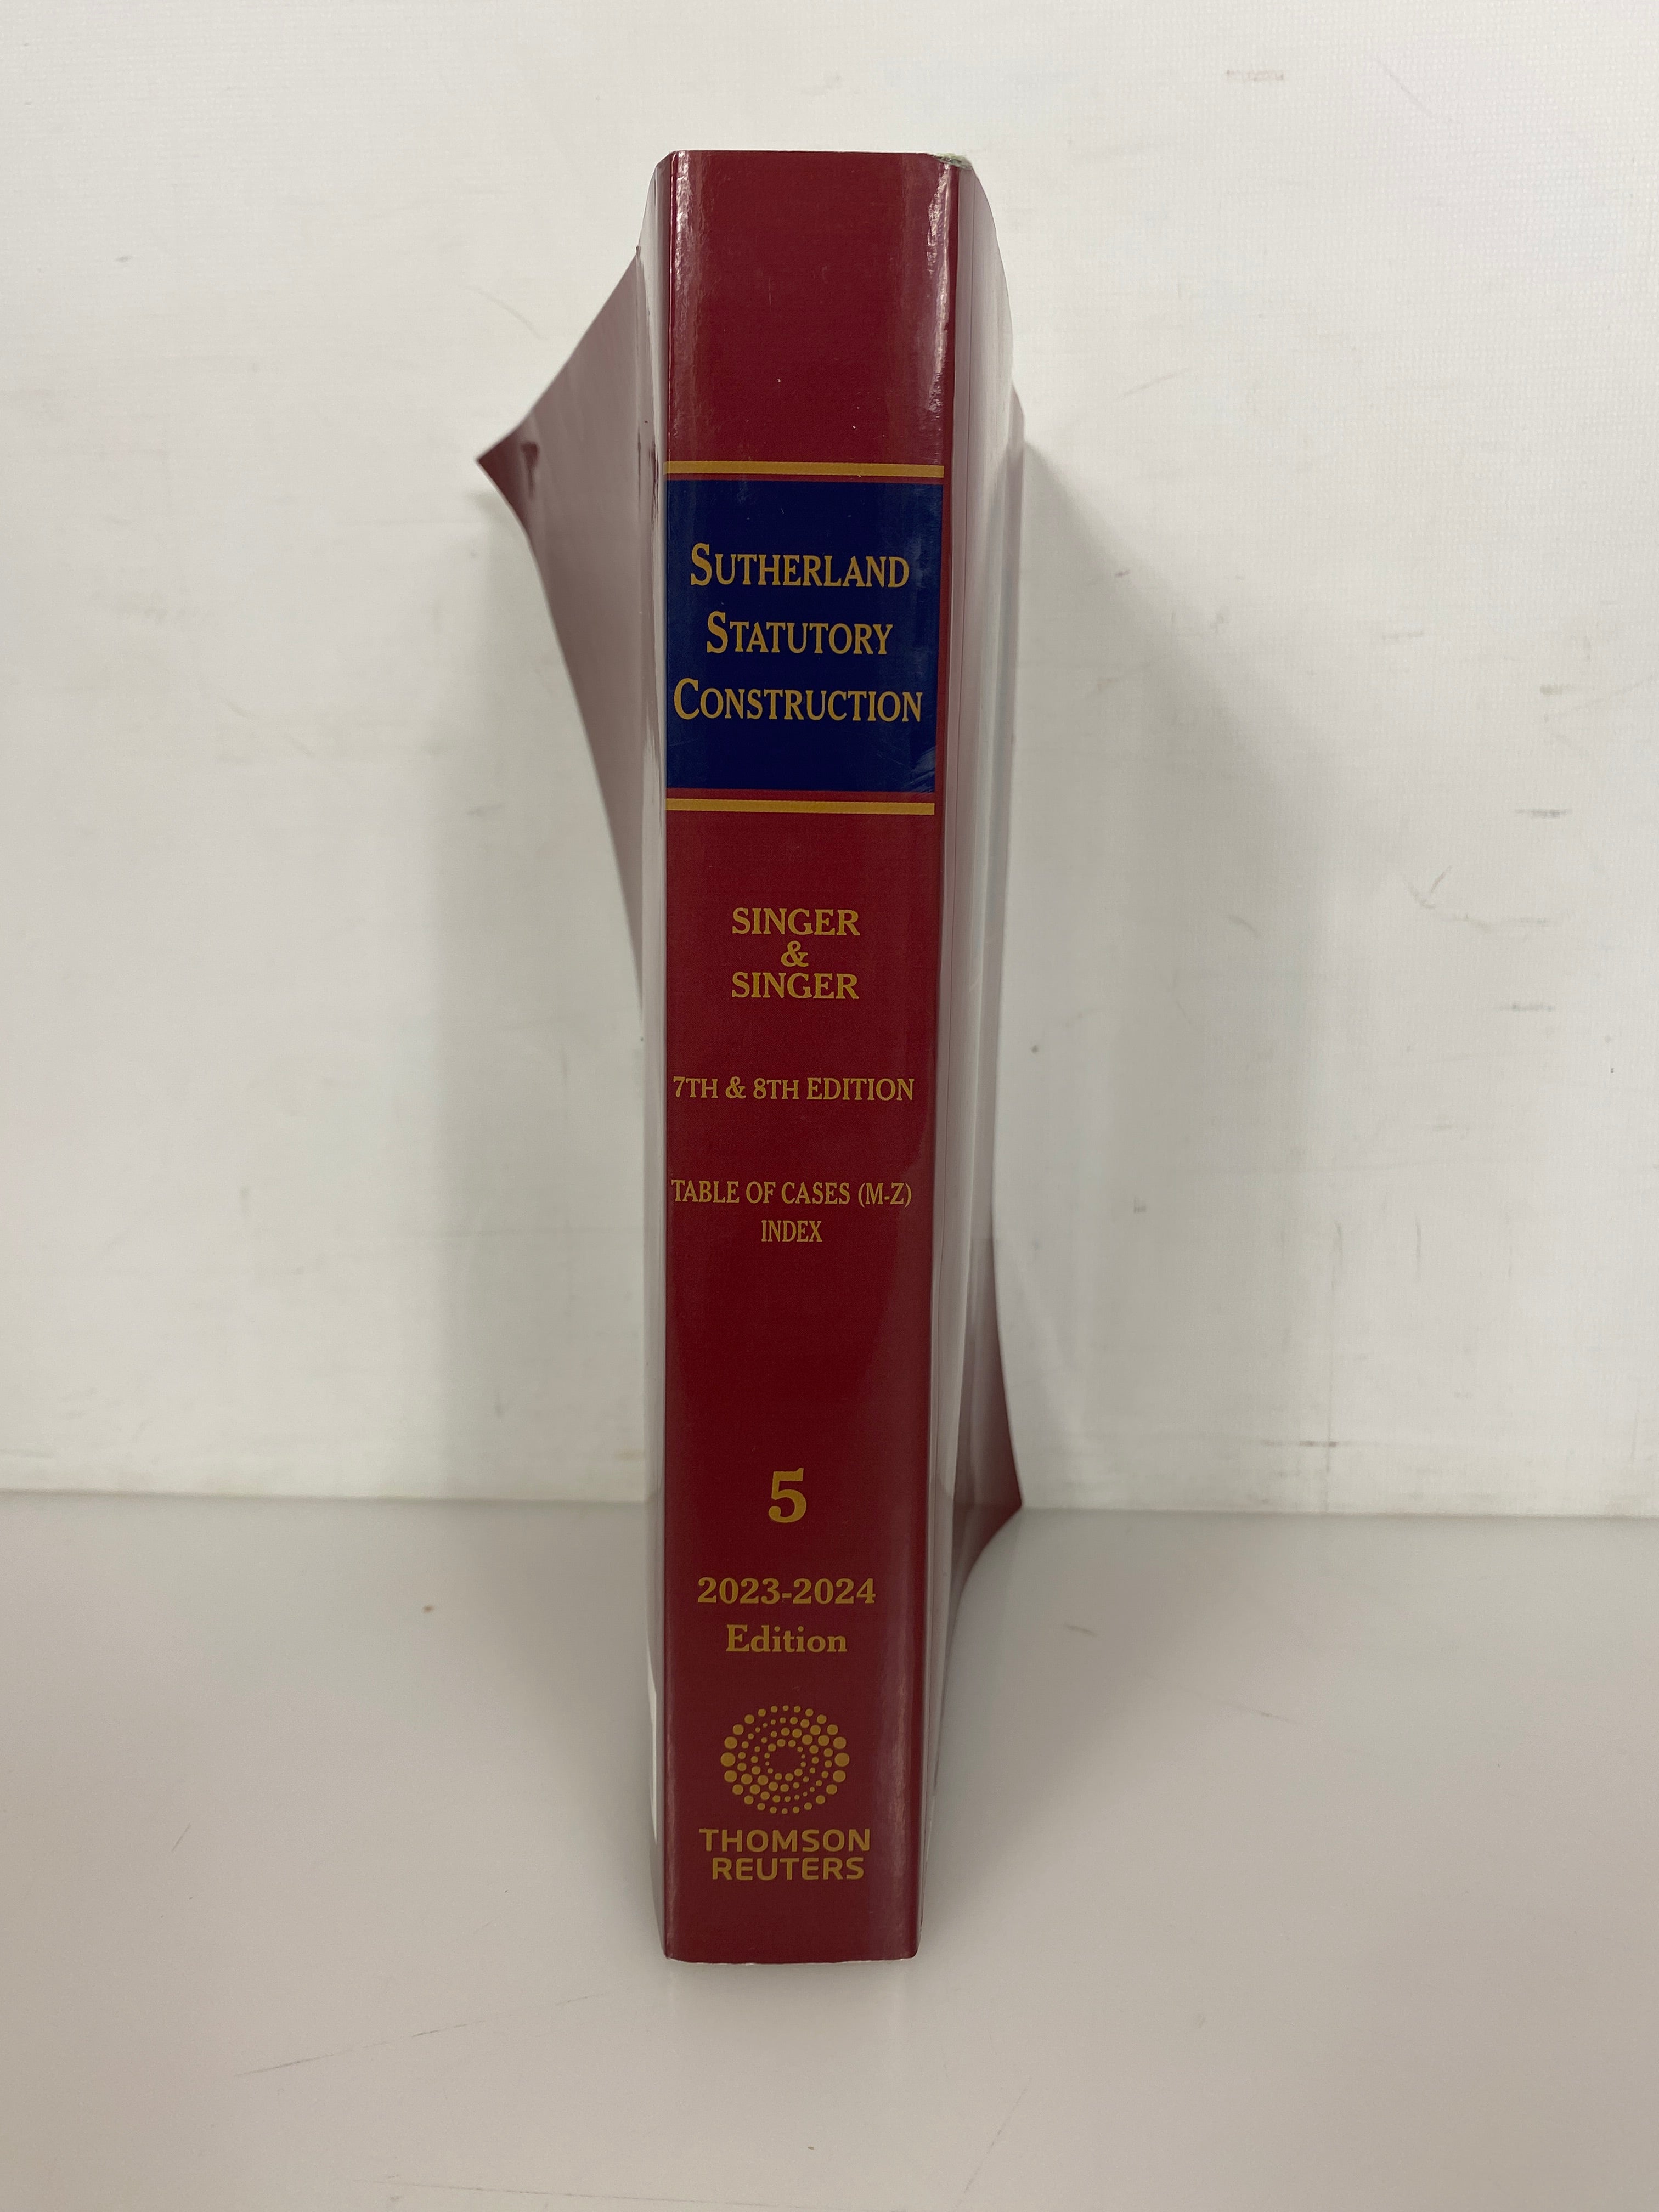 SUTHERLAND
STATUTORY
CONSTRUCTION
SINGER
&
SINGER
7TH & 8TH EDITION
TABLE OF CASES (M-Z)
INDEX
5
2023-2024
Edition
THOMSON
REUTERS